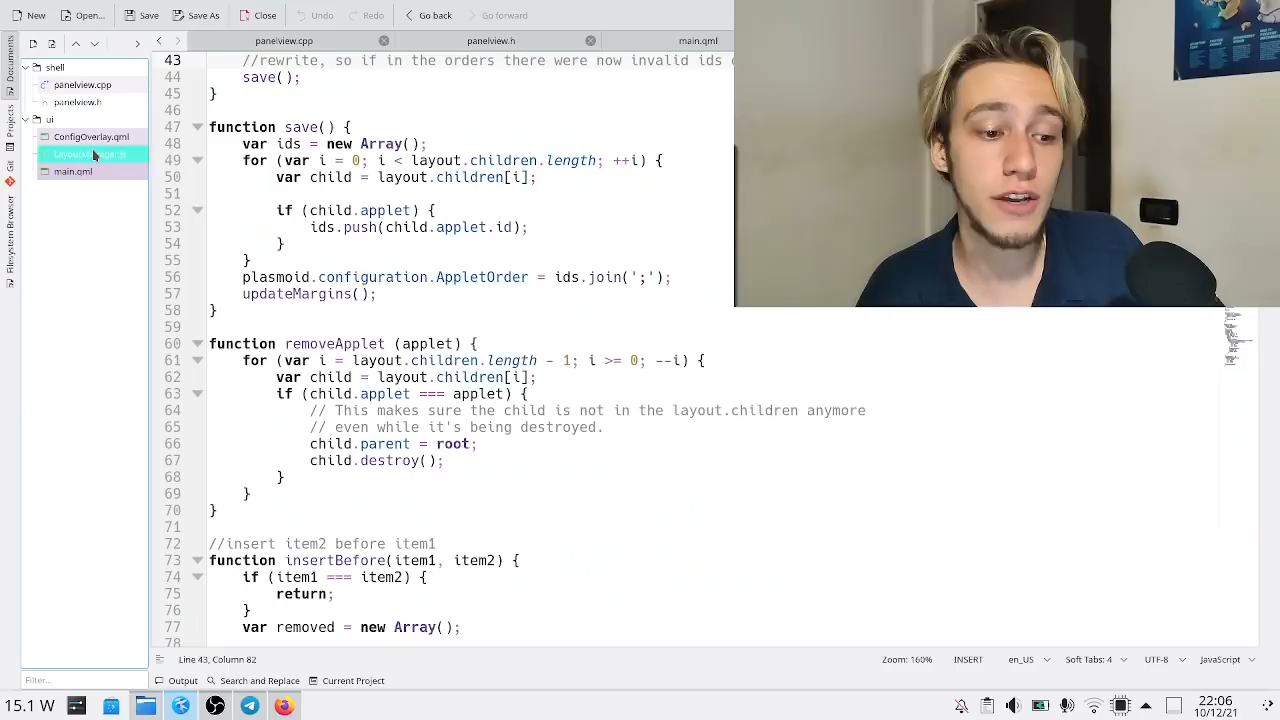 New
Open...
Save
Save As
Close
Undo
Redo
Go back
Go forward
Documents
Projects
Git
Filesystem Browser
shell
panelview.cpp
panelview.h
ui
ConfigOverlay.qml
main.qml
Filter...
panelview.cpp
panelview.h
main.qml
43 //rewrite, so if in the orders there were now invalid ids
44 save();
45 }
46
47 function save() {
48 var ids = new Array();
49 for (var i = 0; i < layout.children.length; ++i) {
50 var child = layout.children[i];
51
52 if (child.applet) {
53 ids.push(child.applet.id);
54 }
55 }
56 plasmoid.configuration.AppletOrder = ids.join(';');
57 updateMargins();
58 }
59
60 function removeApplet (applet) {
61 for (var i = layout.children.length - 1; i >= 0; --i) {
62 var child = layout.children[i];
63 if (child.applet === applet) {
64 // This makes sure the child is not in the layout.children anymore
65 // even while it's being destroyed.
66 child.parent = root;
67 child.destroy();
68 }
69 }
70 }
71
72 //insert item2 before item1
73 function insertBefore(item1, item2) {
74 if (item1 === item2) {
75 return;
76 }
77 var removed = new Array();
78
Line 43, Column 82
Zoom: 160%
INSERT
en_US
Soft Tabs: 4
UTF-8
JavaScript
Output
Search and Replace
Current Project
15.1 W
22:06
10/12/21